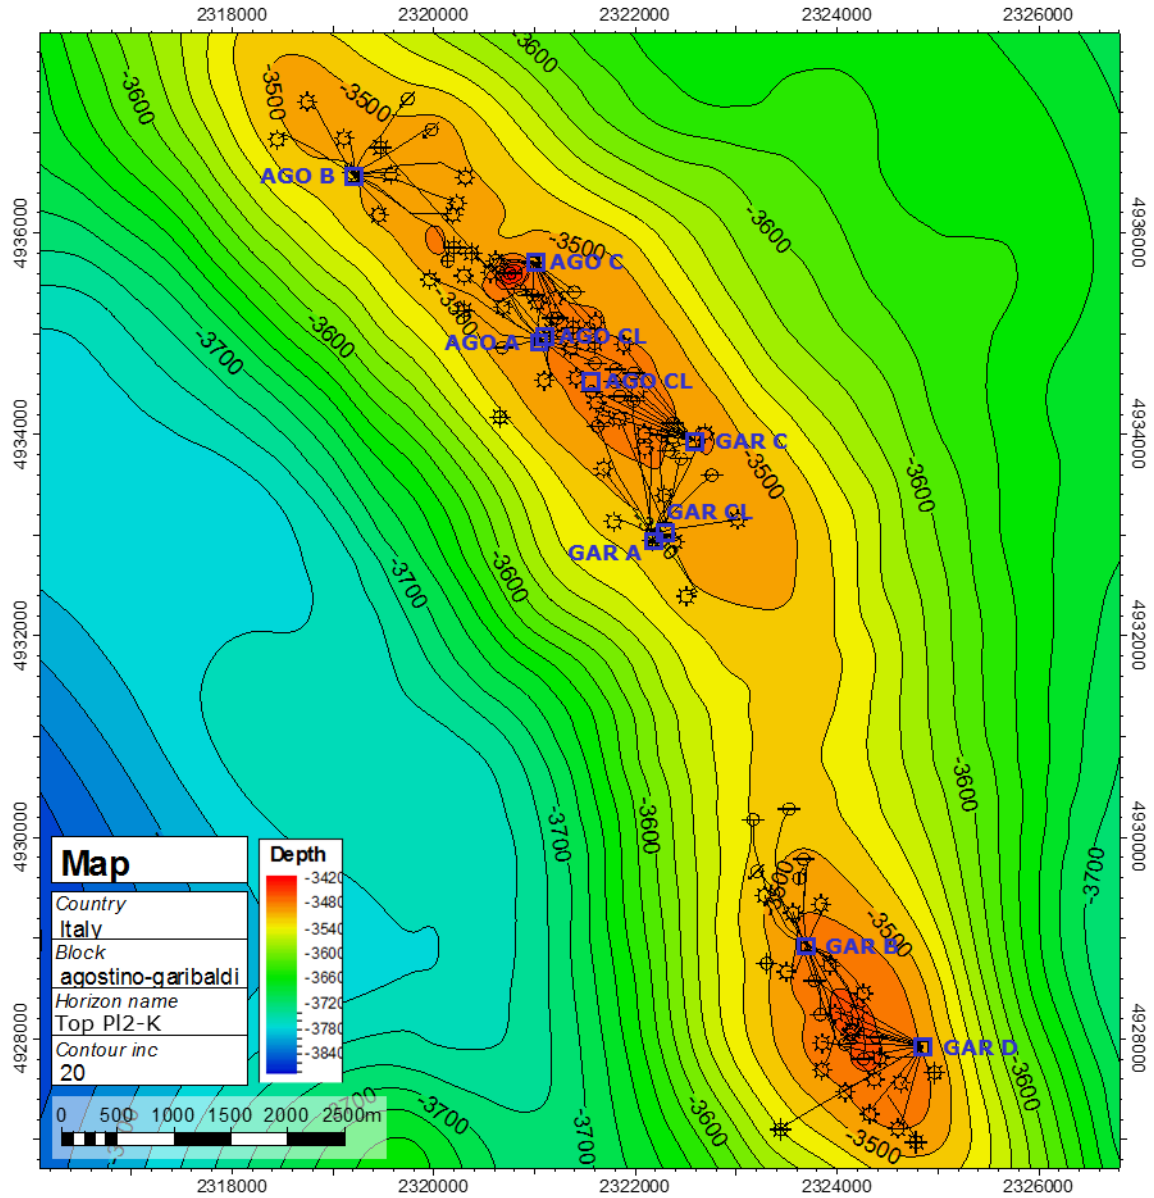 2318000
2320000
2322000
2324000
2326000
-3600
-3500
-3500
-3600
AGO B
-3600
4936000
4936000
-3500
AGO C
-3500
-3600
-3700
AGO A
AGO CL
AGO CL
4934000
4934000
GAR C
-3500
-3600
GAR CL
GAR A
-3700
-3600
4932000
4932000
-3600
-3700
-3600
4930000
4930000
-3700
-3500
-3500
GAR B
4928000
4928000
GAR D
-3600
Map
Country
Italy
Block
agostino-garibaldi
Horizon name
Top Pl2-K
Contour inc
20
Depth
-3420
-3480
-3540
-3600
-3660
-3720
-3780
-3840
0 500 1000 1500 2000 2500m
-3700
-3700
-3700
-3700
-3600
-3500
2318000
2320000
2322000
2324000
2326000